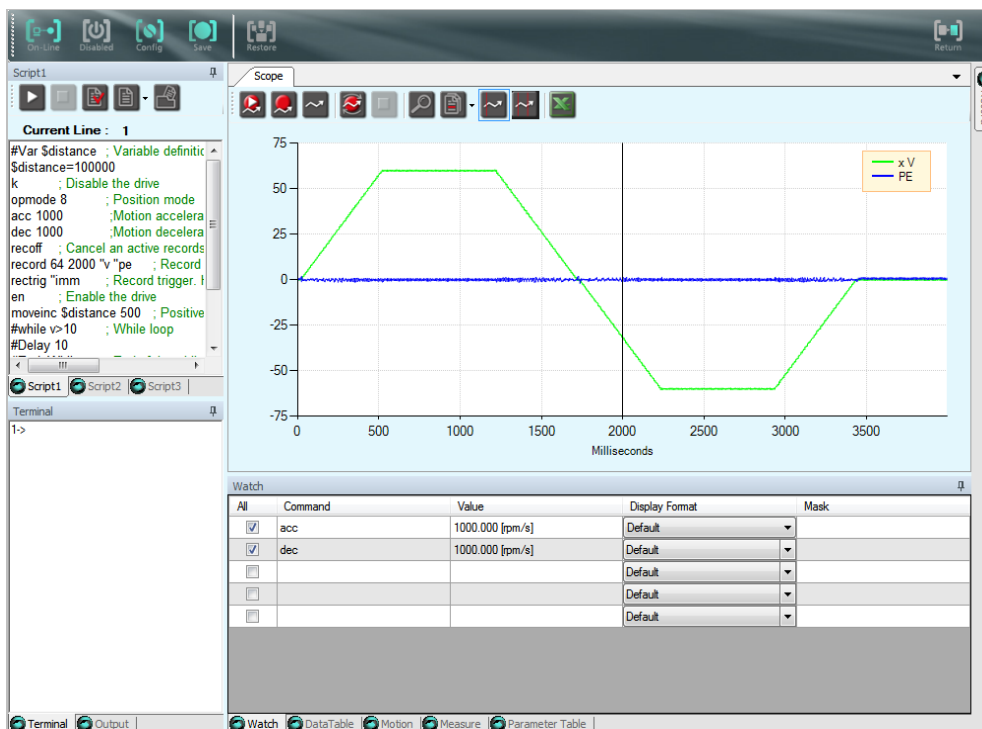 On-Line Disabled Config Save Restore Return
Script1
Current Line : 1
#Var $distance ; Variable definitic
$distance=100000
k ; Disable the drive
opmode 8 ; Position mode
acc 1000 ;Motion accelera
dec 1000 ;Motion decelera
recoff ; Cancel an active records
record 64 2000 "v "pe ; Record
rectrig "imm ; Record trigger.
en ; Enable the drive
moveinc $distance 500 ; Positive
#while v>10 ; While loop
#Delay 10
Script1 Script2 Script3
Terminal
1->
Terminal Output
Scope
x V
PE
75
50
25
0
-25
-50
-75
0 500 1000 1500 2000 2500 3000 3500
Milliseconds
Watch
All Command Value Display Format Mask
acc 1000.000 [rpm/s] Default
dec 1000.000 [rpm/s] Default
Default
Default
Default
Watch DataTable Motion Measure Parameter Table